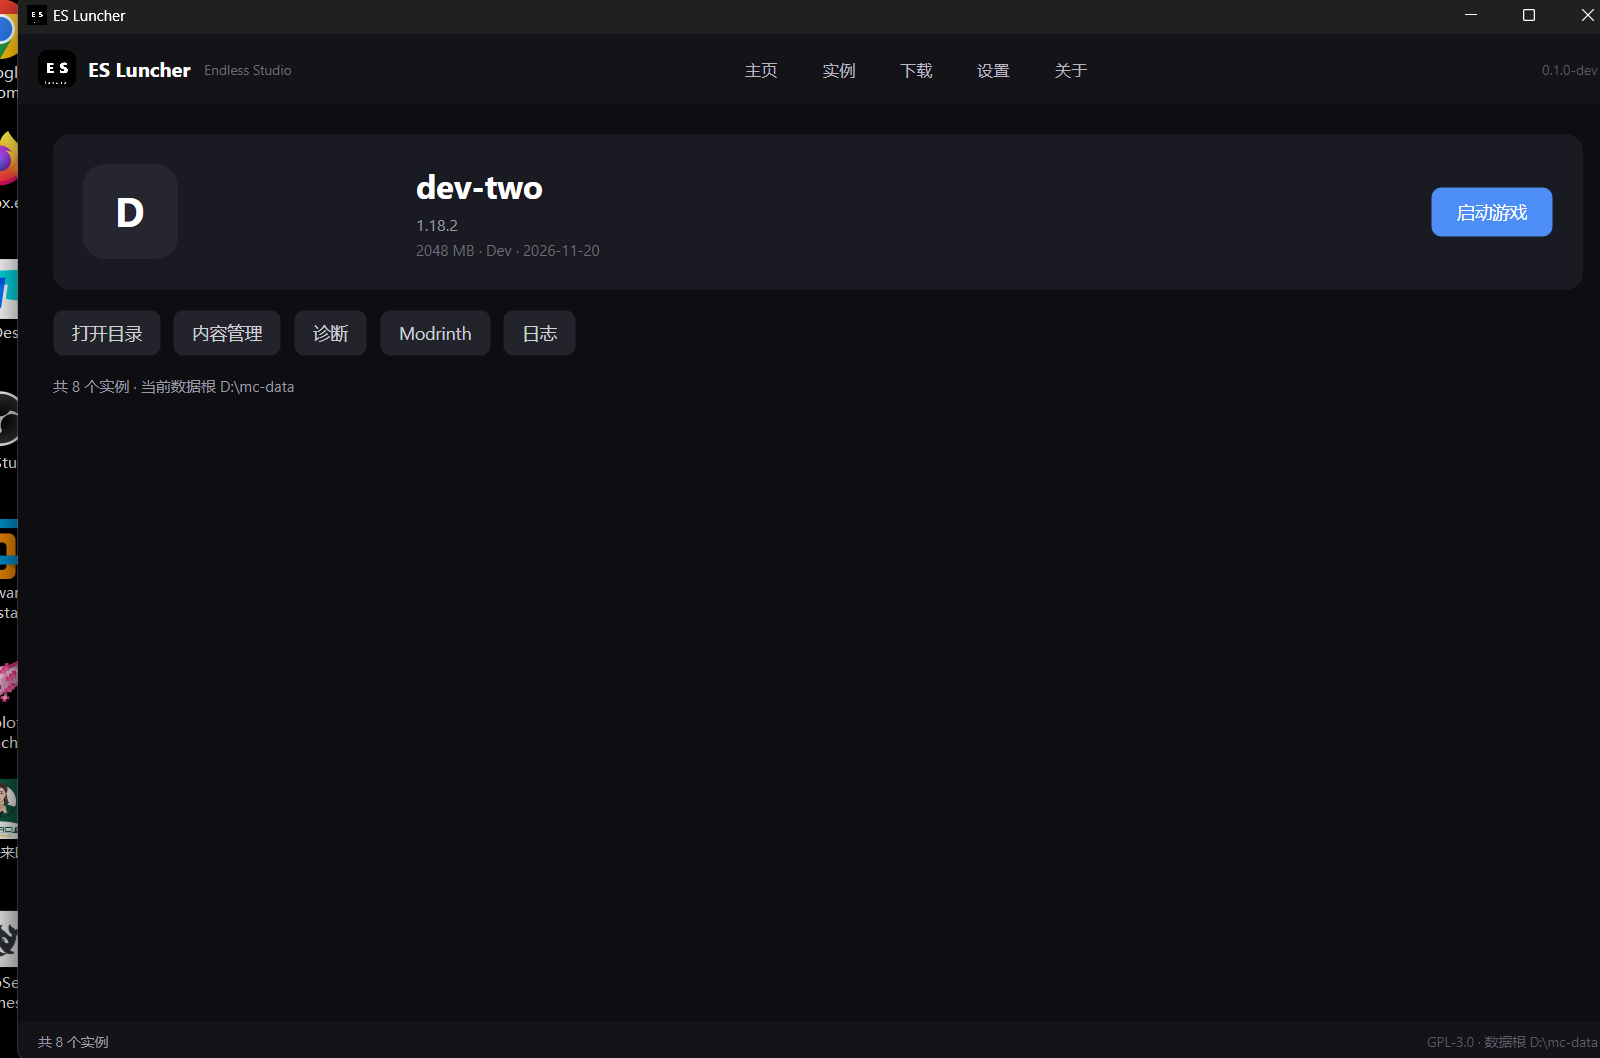 ES Luncher
ES
ES Luncher Endless Studio 主页 实例 下载 设置 关于 0.1.0-dev
D
dev-two
1.18.2
2048 MB · Dev · 2026-11-20
启动游戏
打开目录 内容管理 诊断 Modrinth 日志
共 8 个实例 · 当前数据根 D:\mc-data
共 8 个实例 GPL-3.0 · 数据根 D:\mc-data